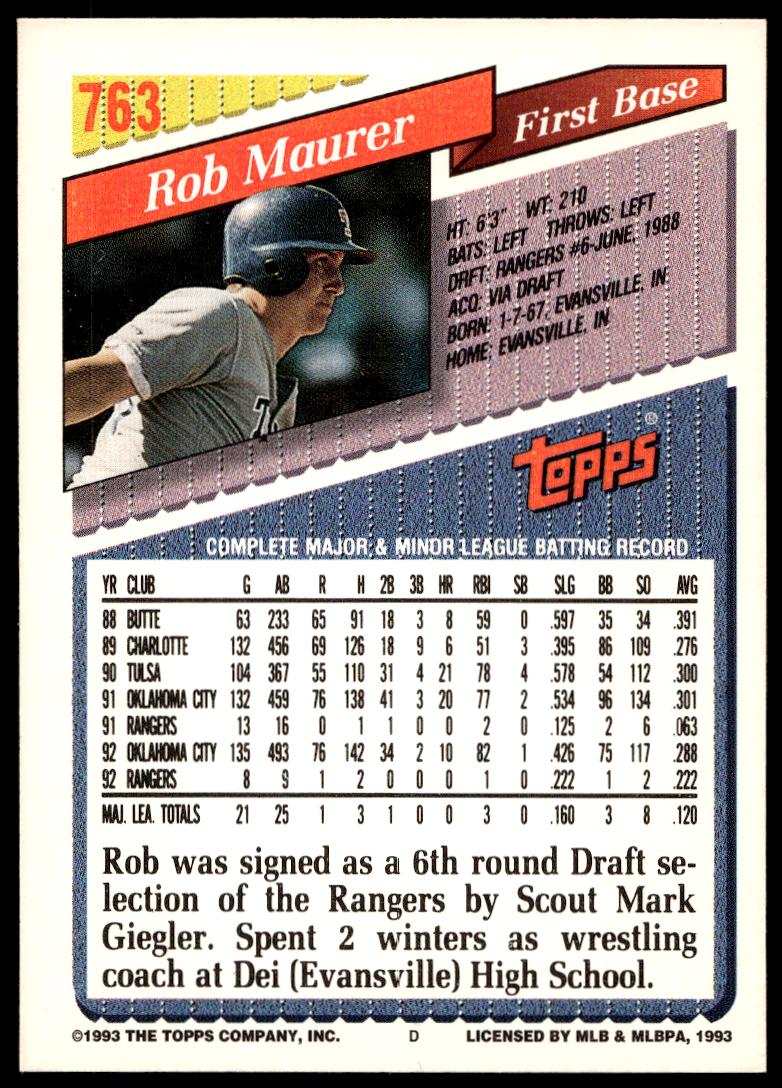 763
Rob Maurer
First Base
HT: 6'3" WT: 210
BATS: LEFT THROWS: LEFT
DRFT: RANGERS #6-JUNE, 1988
ACQ: VIA DRAFT
BORN: 1-7-67, EVANSVILLE, IN
HOME: EVANSVILLE, IN
Topps®
COMPLETE MAJOR & MINOR LEAGUE BATTING RECORD
YR CLUB G AB R H 2B 3B HR RBI SB SLG BB SO AVG
88 BUTTE 63 233 65 91 18 3 8 59 0 .597 35 34 .391
89 CHARLOTTE 132 456 69 126 18 9 6 51 3 .395 86 109 .276
90 TULSA 104 367 55 110 31 4 21 78 4 .578 54 112 .300
91 OKLAHOMA CITY 132 459 76 138 41 3 20 77 2 .534 96 134 .301
91 RANGERS 13 16 0 1 1 0 0 2 0 .125 2 6 .063
92 OKLAHOMA CITY 135 493 76 142 34 2 10 82 1 .426 75 117 .288
92 RANGERS 8 9 1 2 0 0 0 1 0 .222 1 2 .222
MAJ. LEA. TOTALS 21 25 1 3 1 0 0 3 0 .160 3 8 .120
Rob was signed as a 6th round Draft se-
lection of the Rangers by Scout Mark
Giegler. Spent 2 winters as wrestling
coach at Dei (Evansville) High School.
©1993 THE TOPPS COMPANY, INC. D LICENSED BY MLB & MLBPA, 1993